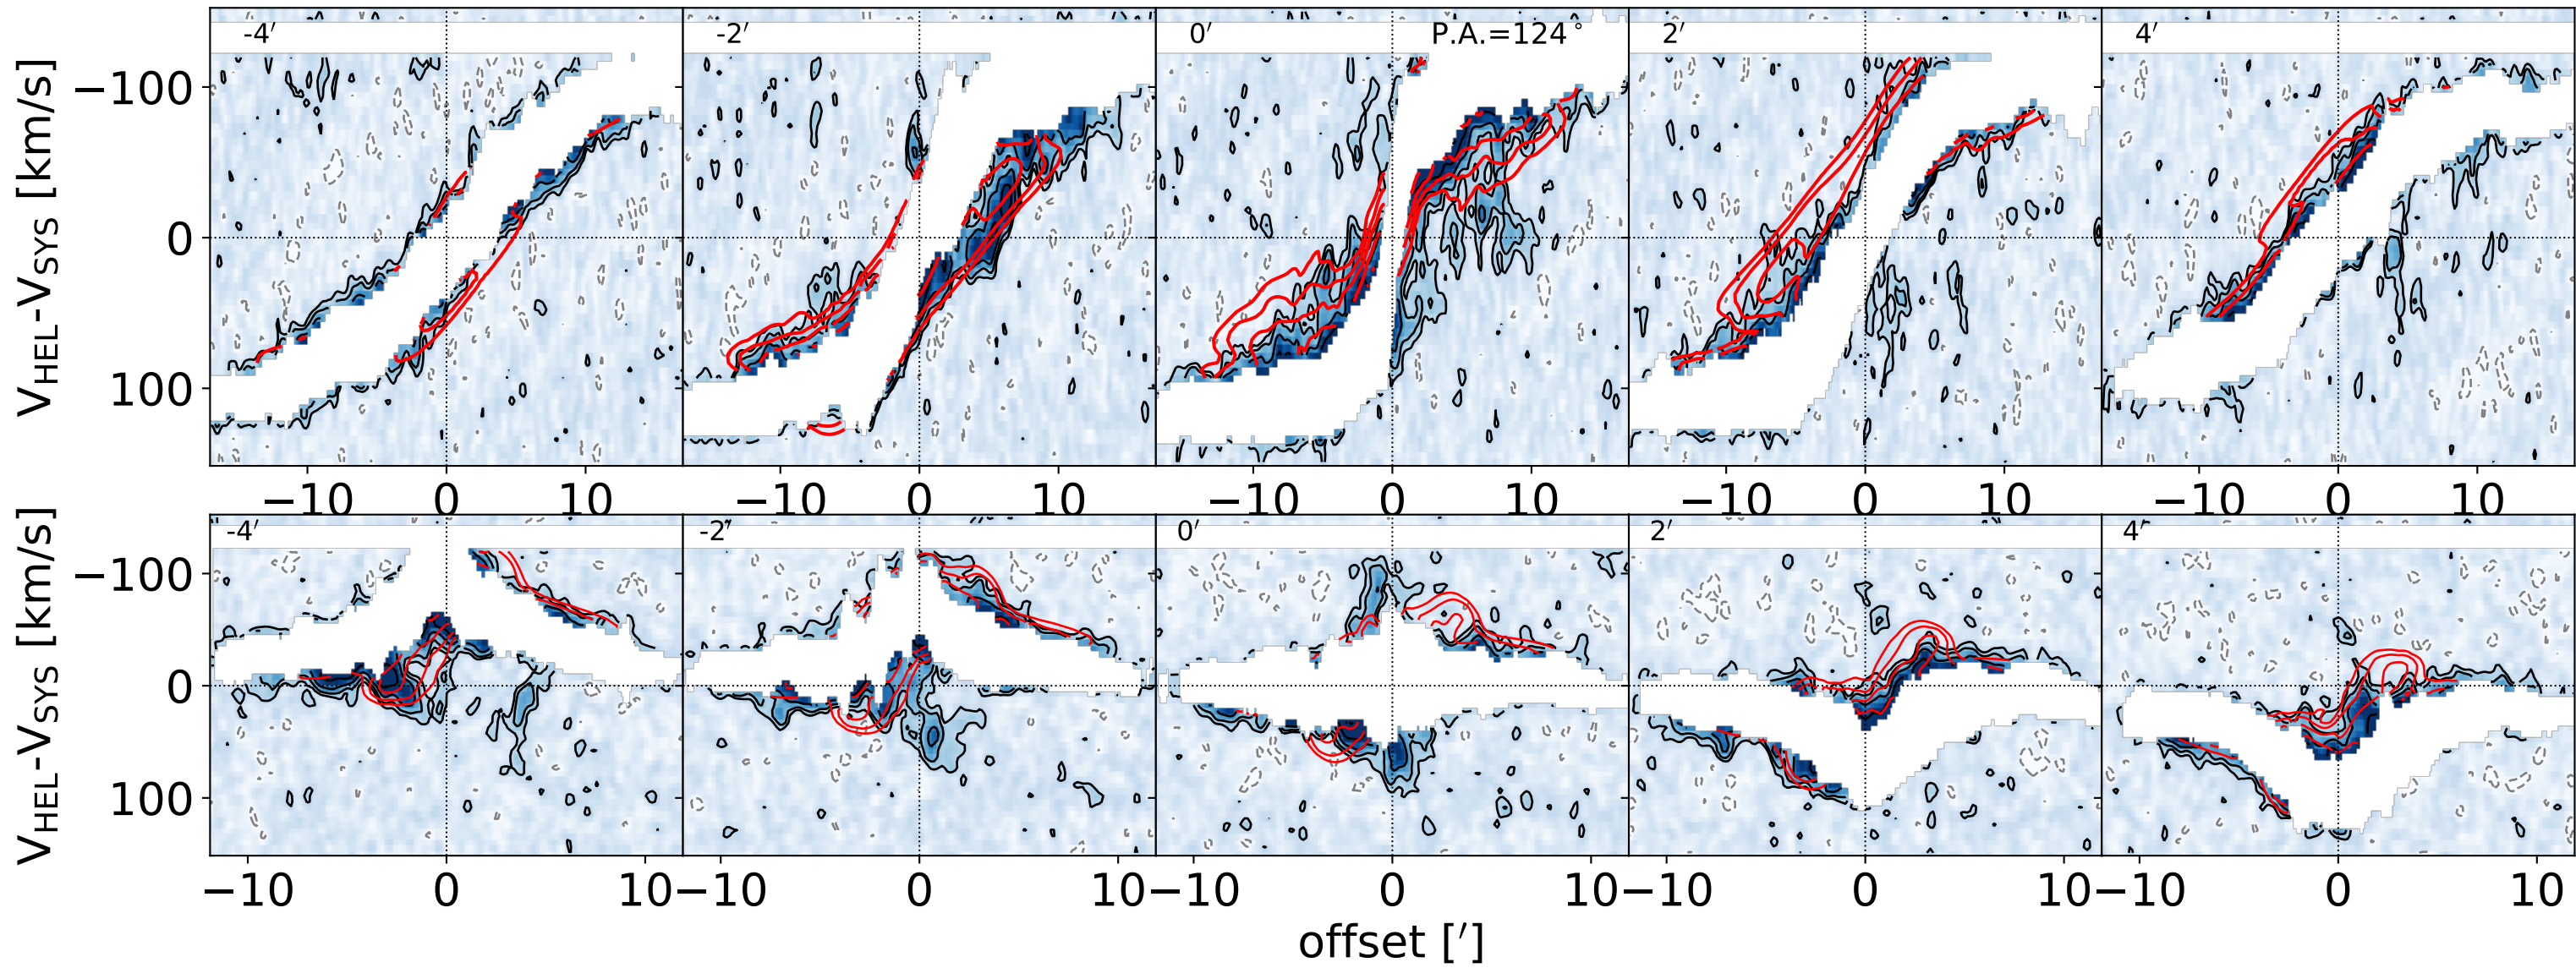 -4′ -2′ 0′ P.A.=124° 2′ 4′
V_HEL-V_SYS [km/s]
−100
0
100
−10 0 10 −10 0 10 −10 0 10 −10 0 10 −10 0 10
-4′ -2′ 0′ 2′ 4′
V_HEL-V_SYS [km/s]
−100
0
100
−10 0 10 −10 0 10 −10 0 10 −10 0 10 −10 0 10
offset [′]